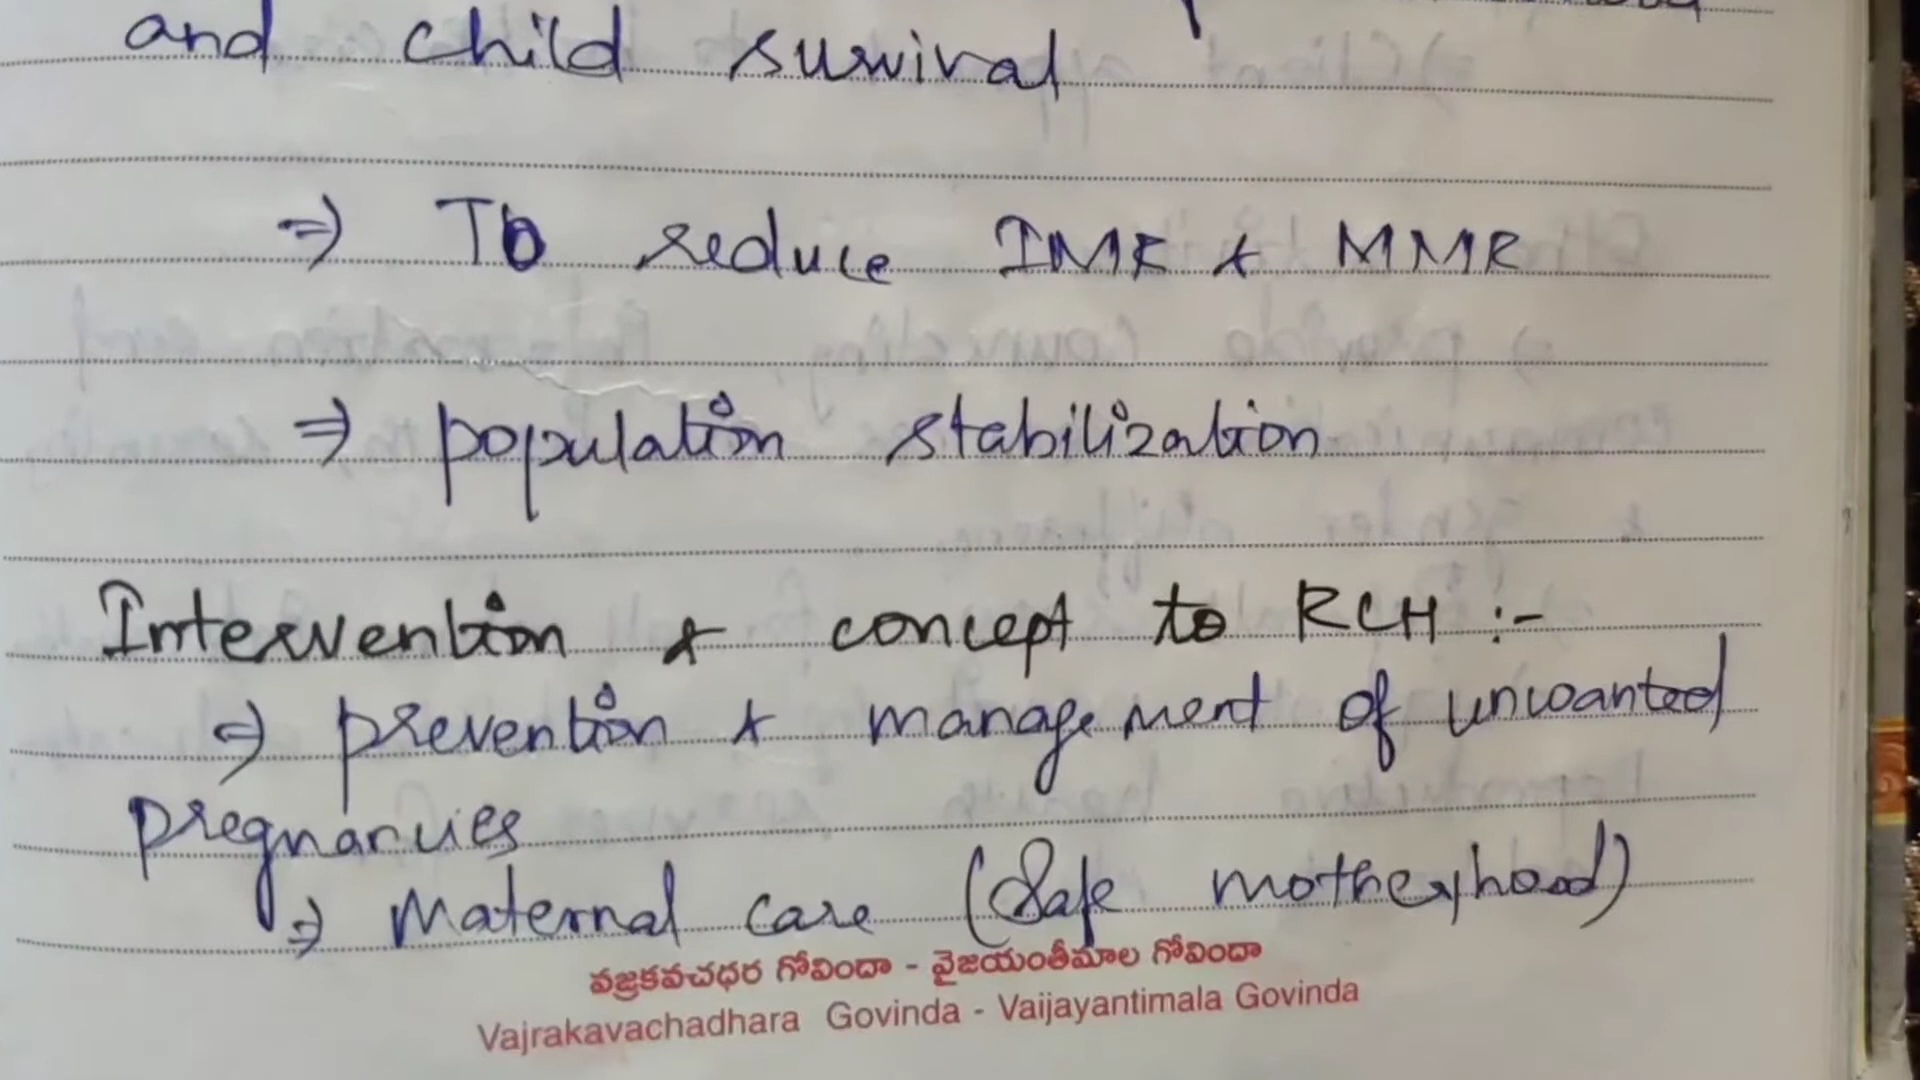 and child survival
⇒ To reduce IMR & MMR
⇒ population stabilization
Intervention & concept to RCH :-
⇒ prevention & management of unwanted
pregnancies
⇒ Maternal care (Safe motherhood)
వజ్రకవచధర గోవిందా - వైజయంతీమాల గోవిందా
Vajrakavachadhara Govinda - Vaijayantimala Govinda